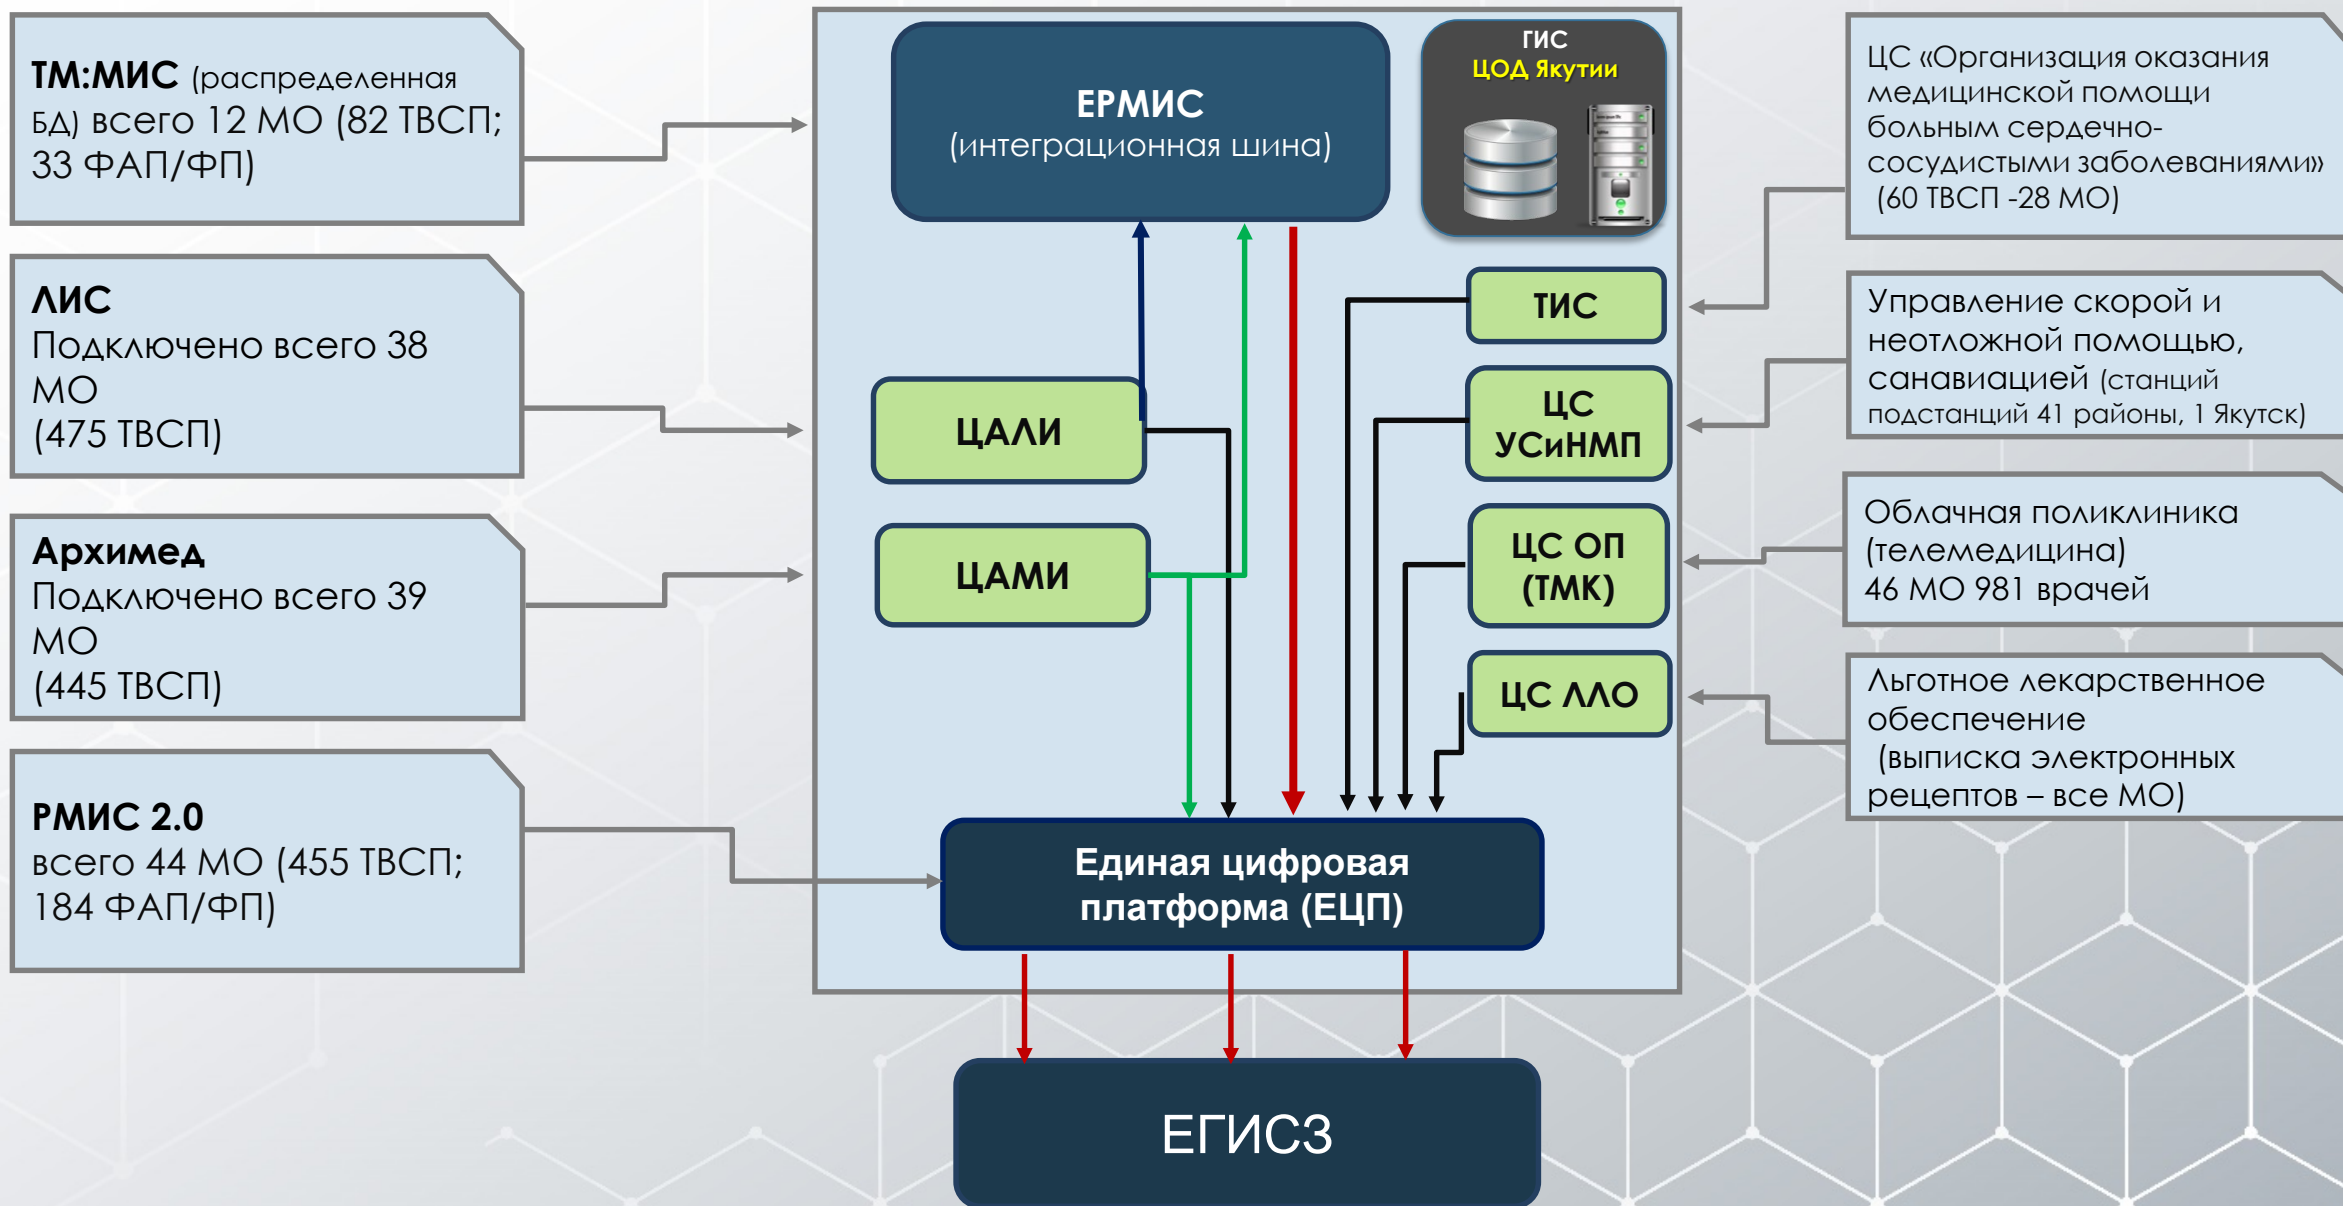 ТМ:МИС (распределенная
БД) всего 12 МО (82 ТВСП;
33 ФАП/ФП)
ЛИС
Подключено всего 38
МО
(475 ТВСП)
Архимед
Подключено всего 39
МО
(445 ТВСП)
РМИС 2.0
всего 44 МО (455 ТВСП;
184 ФАП/ФП)
ЕРМИС
(интеграционная шина)
ГИС
ЦОД Якутии
ЦАЛИ
ЦАМИ
ТИС
ЦС
УСиНМП
ЦС ОП
(ТМК)
ЦС ЛЛО
Единая цифровая
платформа (ЕЦП)
ЕГИСЗ
ЦС «Организация оказания
медицинской помощи
больным сердечно-
сосудистыми заболеваниями»
(60 ТВСП -28 МО)
Управление скорой и
неотложной помощью,
санавиацией (станций
подстанций 41 районы, 1 Якутск)
Облачная поликлиника
(телемедицина)
46 МО 981 врачей
Льготное лекарственное
обеспечение
(выписка электронных
рецептов – все МО)